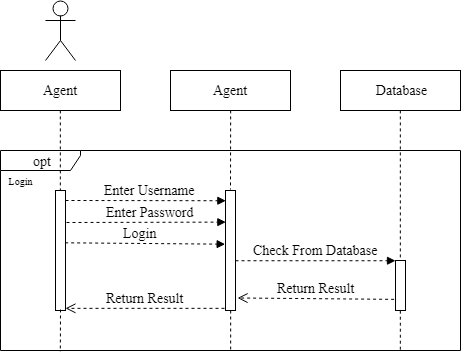 Agent
Agent
Database
opt
Login
Enter Username
Enter Password
Login
Check From Database
Return Result
Return Result